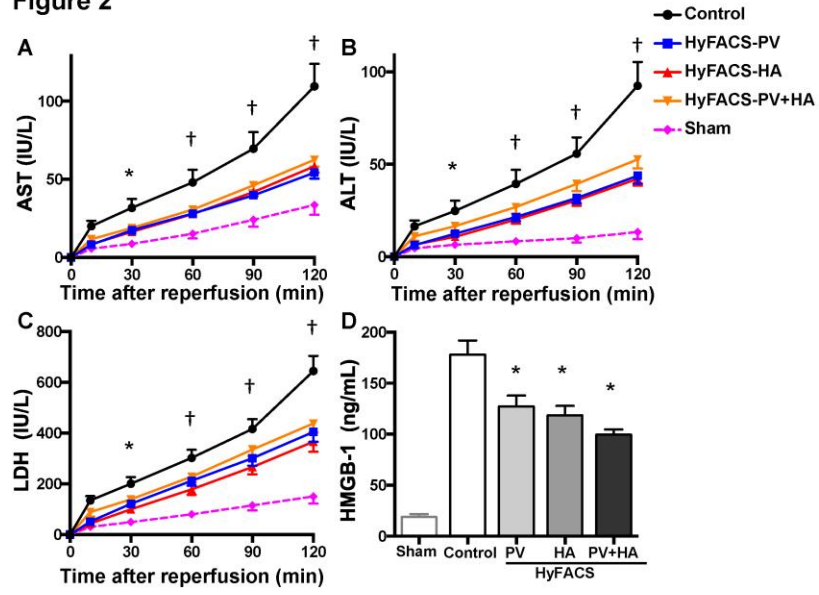 Figure 2
Control
HyFACS-PV
HyFACS-HA
HyFACS-PV+HA
Sham
A
AST (IU/L)
100
50
0
* † † †
0 30 60 90 120
Time after reperfusion (min)
B
ALT (IU/L)
100
50
0
* † † †
0 30 60 90 120
Time after reperfusion (min)
C
LDH (IU/L)
800
600
400
200
0
* † † †
0 30 60 90 120
Time after reperfusion (min)
D
HMGB-1 (ng/mL)
200
150
100
50
0
* * *
Sham Control PV HA PV+HA
HyFACS